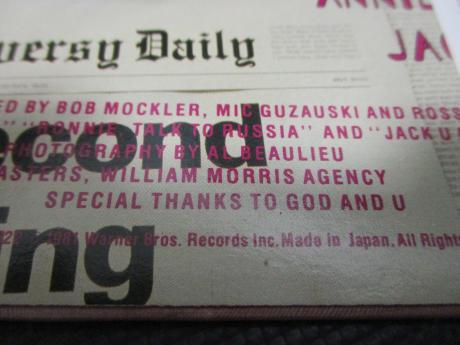 ANNIE
versy Daily
JAC
ED BY BOB MOCKLER, MIC GUZAUSKI AND ROSS
" "RONNIE, TALK TO RUSSIA" AND "JACK U A
PHOTOGRAPHY BY AL BEAULIEU
ASTERS, WILLIAM MORRIS AGENCY
SPECIAL THANKS TO GOD AND U
1981 Warner Bros. Records Inc. Made in Japan. All Rights
econd
ing